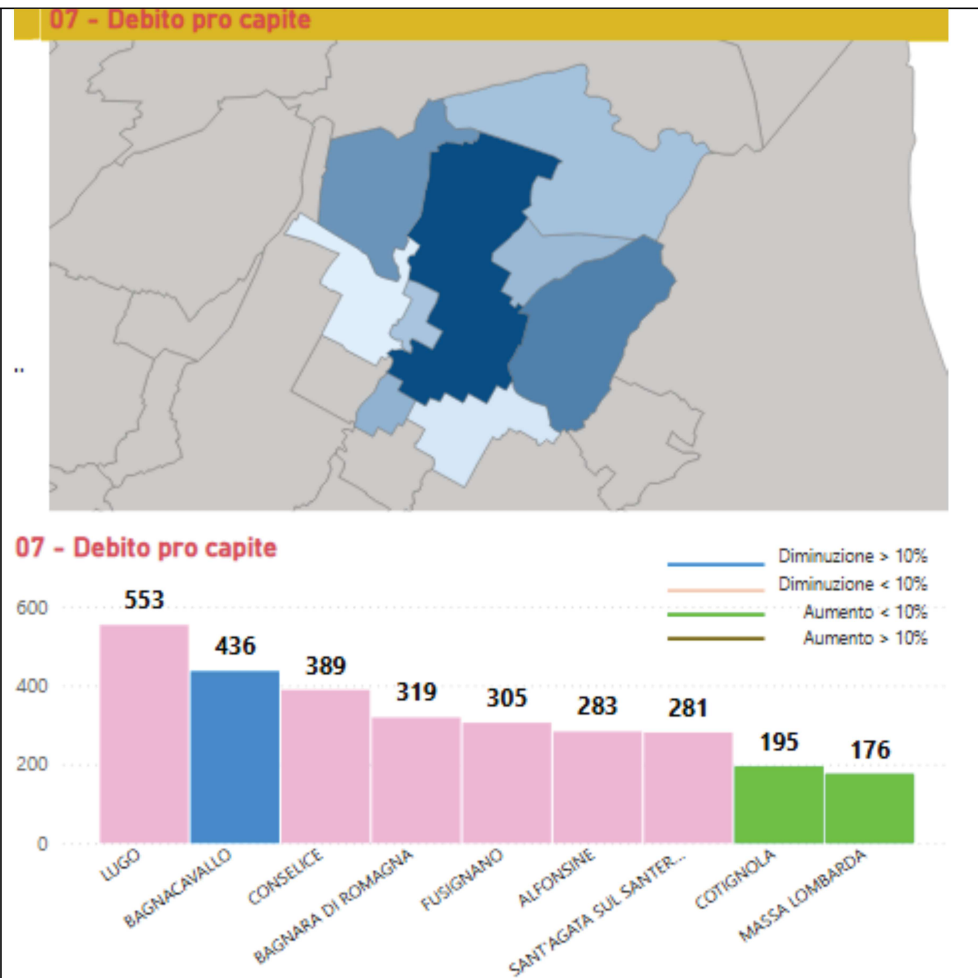 07 - Debito pro capite
..
07 - Debito pro capite
Diminuzione > 10%
Diminuzione < 10%
Aumento < 10%
Aumento > 10%
600
400
200
0
553
436
389
319
305
283
281
195
176
LUGO
BAGNACAVALLO
CONSELICE
BAGNARA DI ROMAGNA
FUSIGNANO
ALFONSINE
SANT'AGATA SUL SANTER...
COTIGNOLA
MASSA LOMBARDA